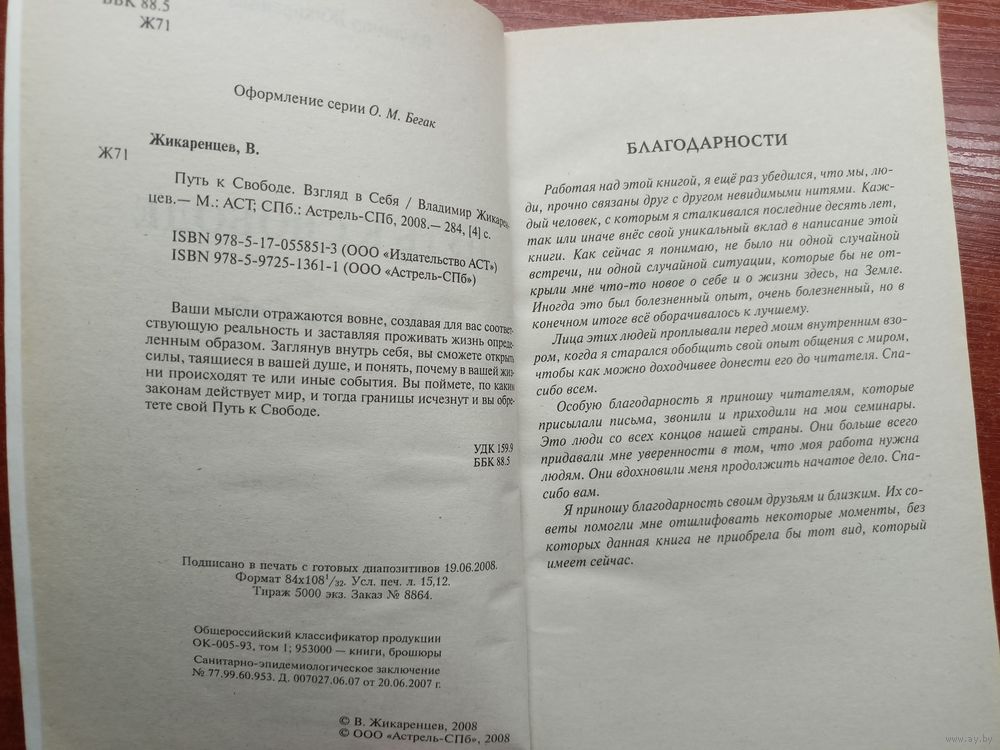 ББК 88.5
Ж71
Оформление серии О. М. Бегак
Жикаренцев, В.
Ж71
Путь к Свободе. Взгляд в Себя / Владимир Жикарен-
цев.— М.: АСТ; СПб.: Астрель-СПб, 2008.— 284, [4] с.
ISBN 978-5-17-055851-3 (ООО «Издательство АСТ»)
ISBN 978-5-9725-1361-1 (ООО «Астрель-СПб»)
Ваши мысли отражаются вовне, создавая для вас соответ-
ствующую реальность и заставляя проживать жизнь опреде-
ленным образом. Заглянув внутрь себя, вы сможете открыть
силы, таящиеся в вашей душе, и понять, почему в вашей жиз-
ни происходят те или иные события. Вы поймете, по каким
законам действует мир, и тогда границы исчезнут и вы обре-
тете свой Путь к Свободе.
УДК 159.9
ББК 88.5
Подписано в печать с готовых диапозитивов 19.06.2008.
Формат 84x108 1/32. Усл. печ. л. 15,12.
Тираж 5000 экз. Заказ № 8864.
Общероссийский классификатор продукции
ОК-005-93, том 1; 953000 — книги, брошюры
Санитарно-эпидемиологическое заключение
№ 77.99.60.953. Д. 007027.06.07 от 20.06.2007 г.
© В. Жикаренцев, 2008
© ООО «Астрель-СПб», 2008
БЛАГОДАРНОСТИ
Работая над этой книгой, я ещё раз убедился, что мы, лю-
ди, прочно связаны друг с другом невидимыми нитями. Каж-
дый человек, с которым я сталкивался последние десять лет,
так или иначе внёс свой уникальный вклад в написание этой
книги. Как сейчас я понимаю, не было ни одной случайной
встречи, ни одной случайной ситуации, которые бы не от-
крыли мне что-то новое о себе и о жизни здесь, на Земле.
Иногда это был болезненный опыт, очень болезненный, но в
конечном итоге всё оборачивалось к лучшему.
Лица этих людей проплывали перед моим внутренним взо-
ром, когда я старался обобщить свой опыт общения с миром,
чтобы как можно доходчивее донести его до читателя. Спа-
сибо всем.
Особую благодарность я приношу читателям, которые
присылали письма, звонили и приходили на мои семинары.
Это люди со всех концов нашей страны. Они больше всего
придавали мне уверенности в том, что моя работа нужна
людям. Они вдохновили меня продолжить начатое дело. Спа-
сибо вам.
Я приношу благодарность своим друзьям и близким. Их со-
веты помогли мне отшлифовать некоторые моменты, без
которых данная книга не приобрела бы тот вид, который
имеет сейчас.
www.ay.by